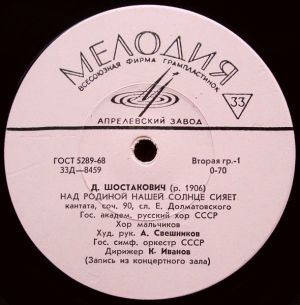 МЕЛОДИЯ
ВСЕСОЮЗНАЯ ФИРМА ГРАМПЛАСТИНОК
33
АПРЕЛЕВСКИЙ ЗАВОД
ГОСТ 5289-68
Вторая гр.-1
33Д—8459
0-70
Д. ШОСТАКОВИЧ (р. 1906)
НАД РОДИНОЙ НАШЕЙ СОЛНЦЕ СИЯЕТ
кантата, соч. 90, сл. Е. Долматовского
Гос. академ. русский хор СССР
Хор мальчиков
Худ. рук. А. Свешников
Гос. симф. оркестр СССР
Дирижер К. Иванов
(Запись из концертного зала)